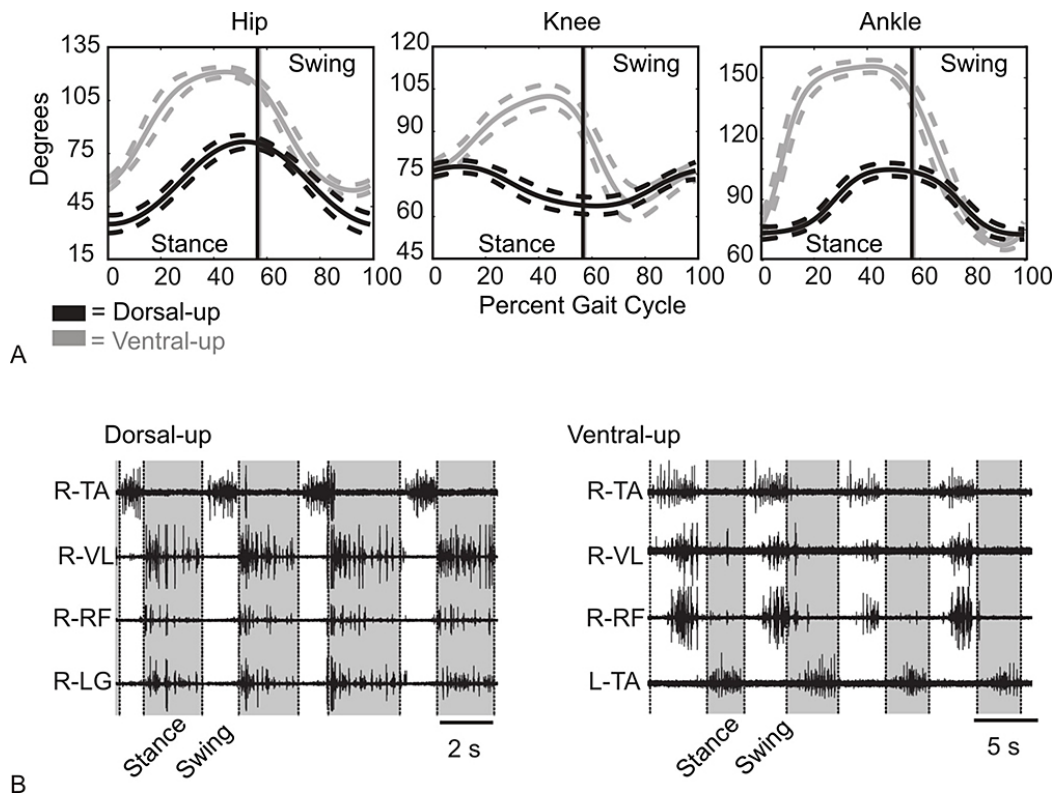 Hip
Knee
Ankle
Degrees
135
105
75
45
15
Swing
Stance
0 20 40 60 80 100
120
105
90
75
60
45
Swing
Stance
0 20 40 60 80 100
150
120
90
60
Swing
Stance
0 20 40 60 80 100
Percent Gait Cycle
= Dorsal-up
= Ventral-up
A
Dorsal-up
R-TA
R-VL
R-RF
R-LG
Stance
Swing
2 s
Ventral-up
R-TA
R-VL
R-RF
L-TA
Stance
Swing
5 s
B